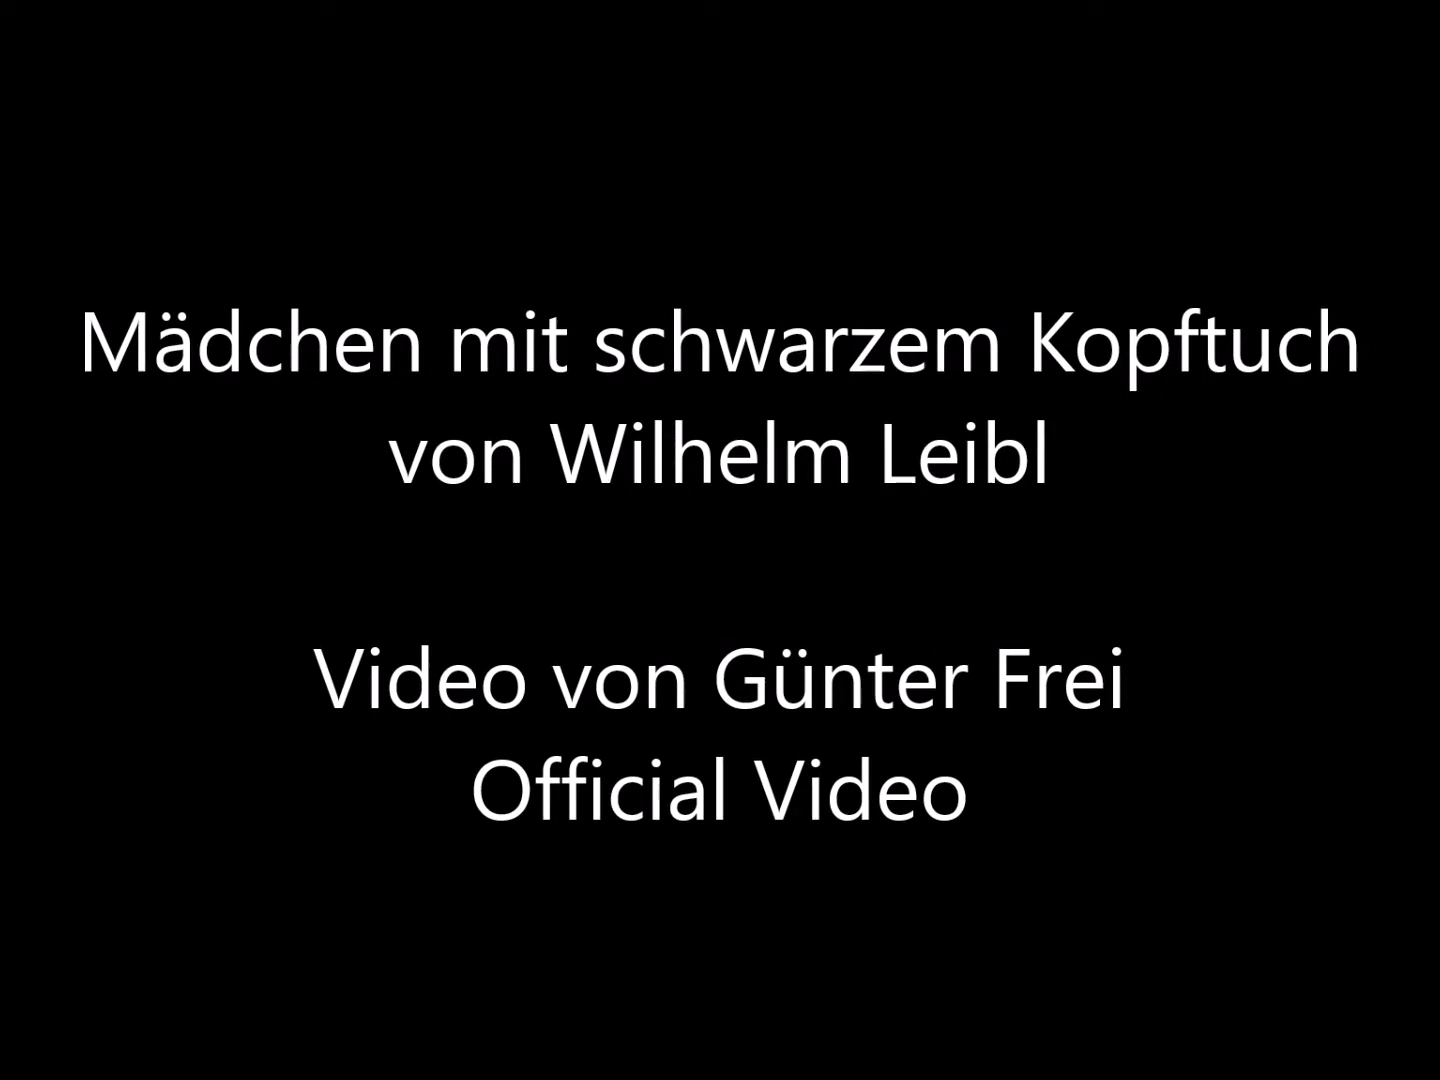 Mädchen mit schwarzem Kopftuch
von Wilhelm Leibl
Video von Günter Frei
Official Video